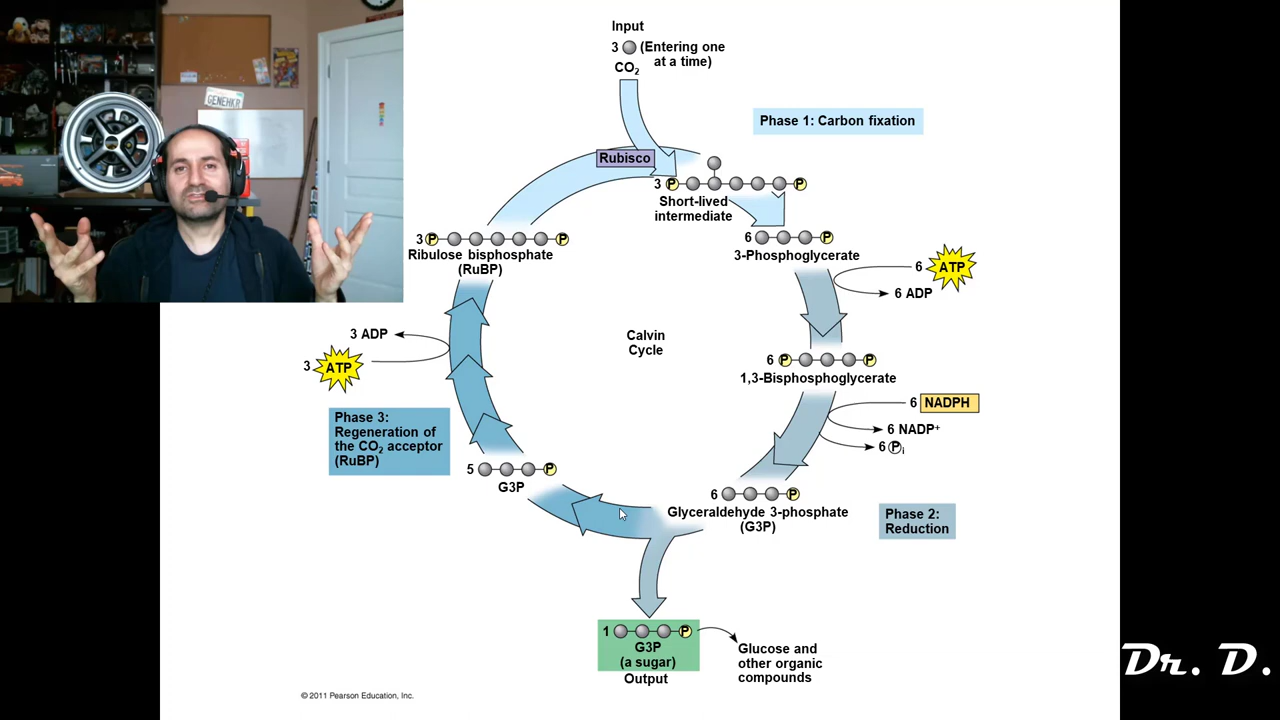 GENEHKR
Input
3 (Entering one
at a time)
CO₂
Phase 1: Carbon fixation
Rubisco
3 P P
Short-lived
intermediate
3 P P
Ribulose bisphosphate
(RuBP)
6 P
3-Phosphoglycerate
6 ATP
6 ADP
3 ADP
3 ATP
Calvin
Cycle
6 P P
1,3-Bisphosphoglycerate
6 NADPH
6 NADP⁺
6 Pᵢ
Phase 3:
Regeneration of
the CO₂ acceptor
(RuBP)
5 P
G3P
6 P
Glyceraldehyde 3-phosphate
(G3P)
Phase 2:
Reduction
1 P
G3P
(a sugar)
Output
Glucose and
other organic
compounds
Dr. D.
© 2011 Pearson Education, Inc.